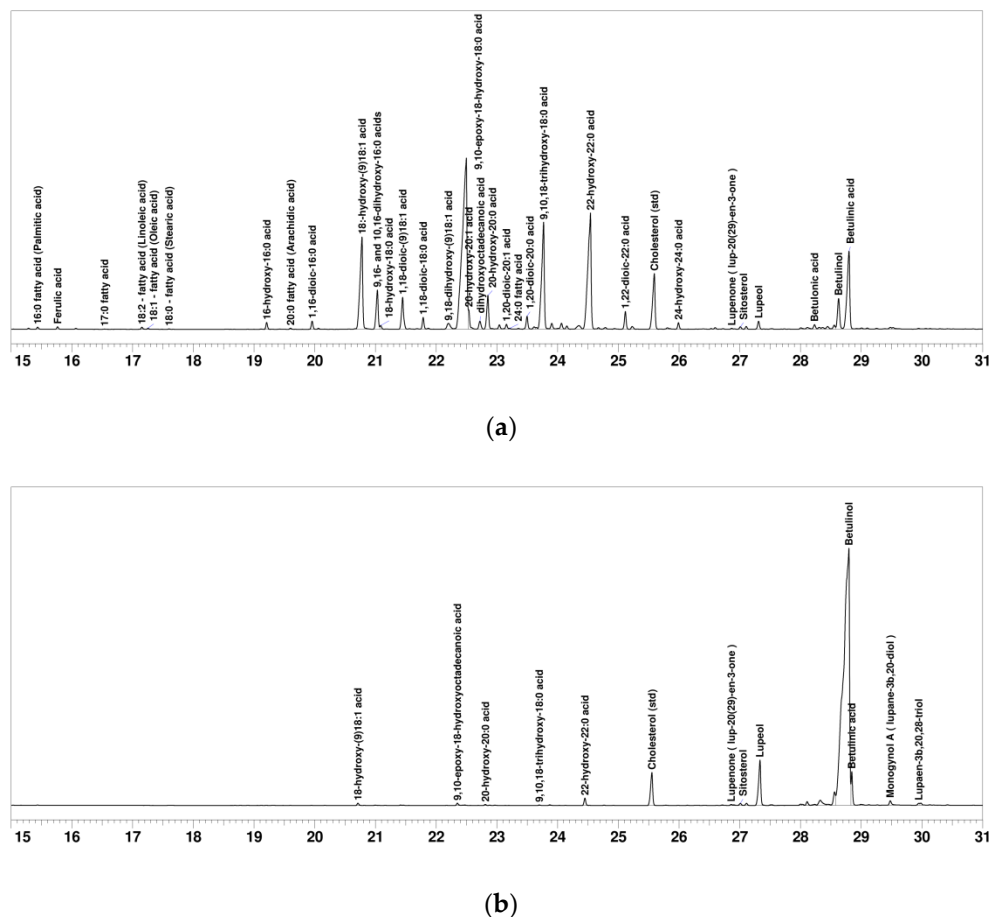 16:0 fatty acid (Palmitic acid)
Ferulic acid
17:0 fatty acid
18:2 - fatty acid (Linoleic acid)
18:1 - fatty acid (Oleic acid)
18:0 - fatty acid (Stearic acid)
16-hydroxy-16:0 acid
20:0 fatty acid (Arachidic acid)
1,16-dioic-16:0 acid
18:-hydroxy-(9)18:1 acid
9,16- and 10,16-dihydroxy-16:0 acids
18-hydroxy-18:0 acid
1,18-dioic-(9)18:1 acid
1,18-dioic-18:0 acid
9,18-dihydroxy-(9)18:1 acid
9,10-epoxy-18-hydroxy-18:0 acid
20-hydroxy-20:1 acid
dihydroxyoctadecanoic acid
20-hydroxy-20:0 acid
1,20-dioic-20:1 acid
24:0 fatty acid
1,20-dioic-20:0 acid
9,10,18-trihydroxy-18:0 acid
22-hydroxy-22:0 acid
1,22-dioic-22:0 acid
Cholesterol (std)
24-hydroxy-24:0 acid
Lupenone ( lup-20(29)-en-3-one )
Sitosterol
Lupeol
Betulonic acid
Betulinol
Betulinic acid
15 16 17 18 19 20 21 22 23 24 25 26 27 28 29 30 31
(a)
18-hydroxy-(9)18:1 acid
9,10-epoxy-18-hydroxyoctadecanoic acid
20-hydroxy-20:0 acid
9,10,18-trihydroxy-18:0 acid
22-hydroxy-22:0 acid
Cholesterol (std)
Lupenone ( lup-20(29)-en-3-one )
Sitosterol
Lupeol
Betulinol
Betulinic acid
Monogynol A ( lupane-3b,20-diol )
Lupaen-3b,20,28-triol
15 16 17 18 19 20 21 22 23 24 25 26 27 28 29 30 31
(b)